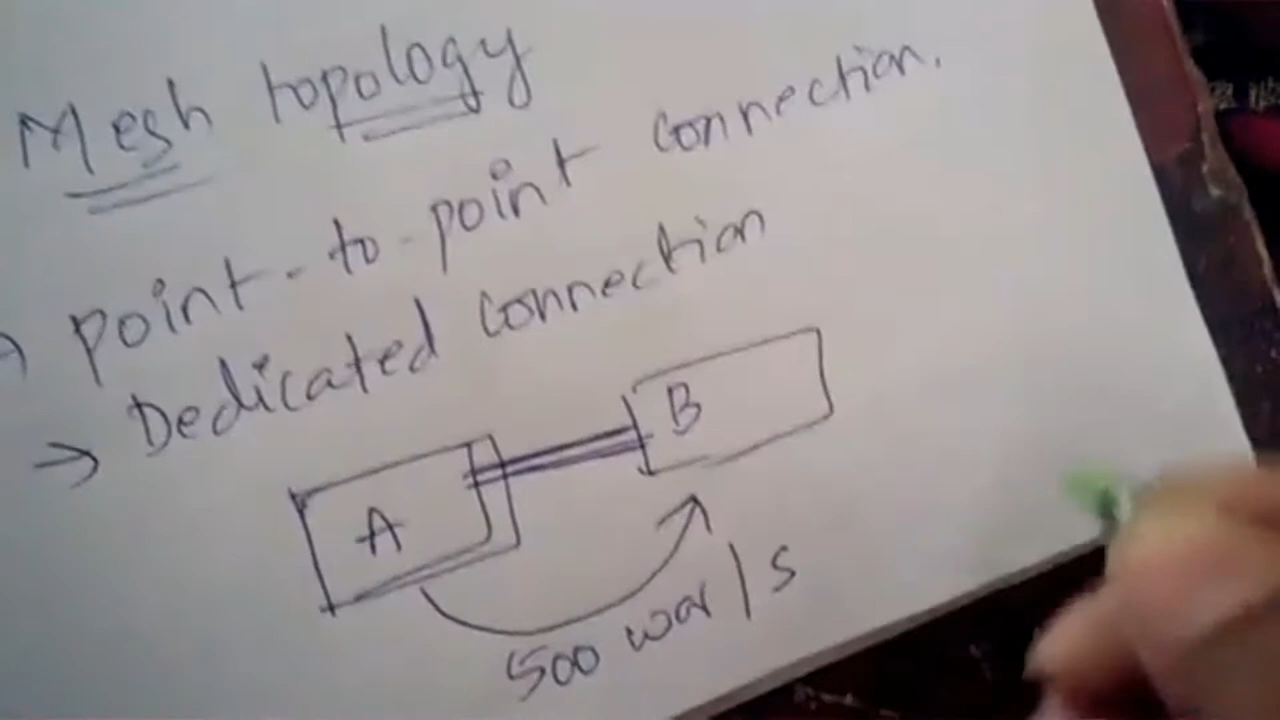 Mesh topology
→ point-to-point connection.
→ Dedicated connection
A
B
500 war/s